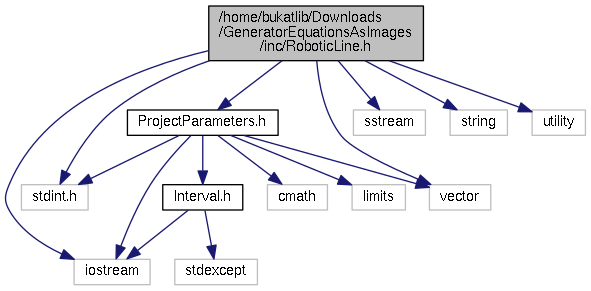 /home/bukatlib/Downloads
/GeneratorEquationsAsImages
/inc/RoboticLine.h
ProjectParameters.h
sstream
string
utility
stdint.h
Interval.h
cmath
limits
vector
iostream
stdexcept